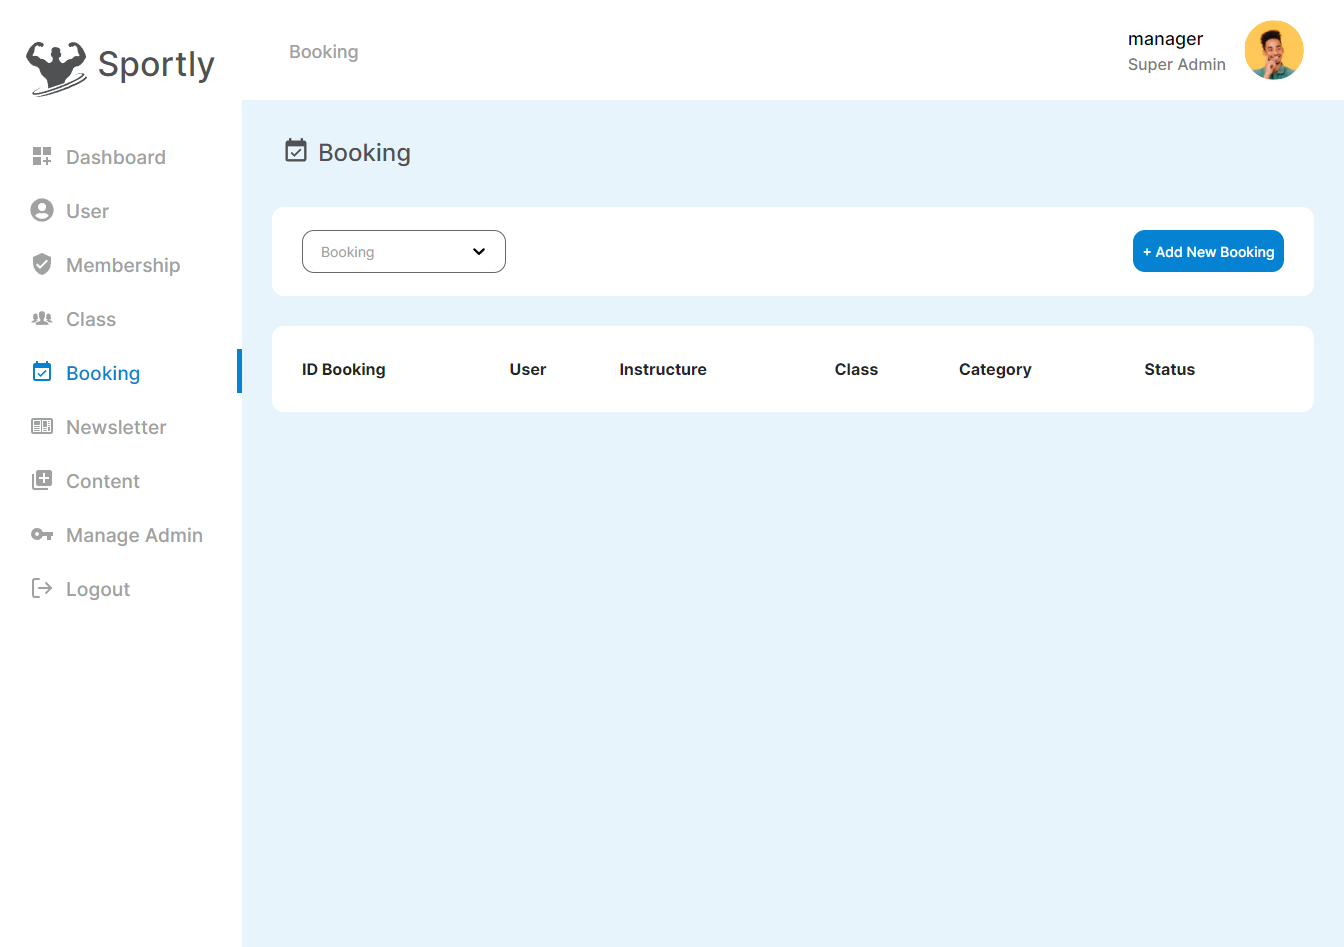 Sportly
Booking
manager
Super Admin
Dashboard
User
Membership
Class
Booking
Newsletter
Content
Manage Admin
Logout
Booking
Booking
+ Add New Booking
ID Booking User Instructure Class Category Status